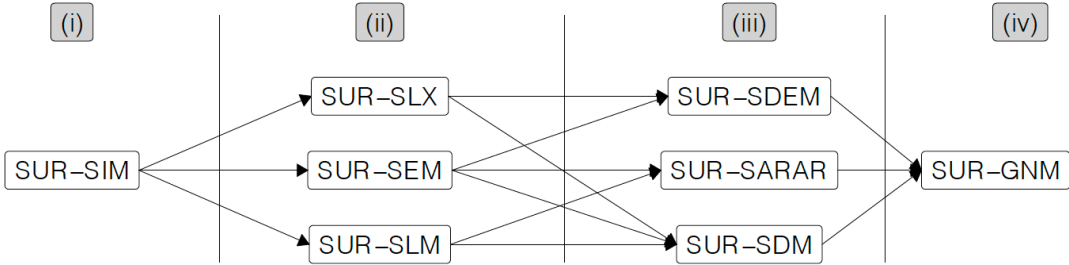 (i) (ii) (iii) (iv)
SUR–SLX SUR–SDEM
SUR–SIM SUR–SEM SUR–SARAR SUR–GNM
SUR–SLM SUR–SDM